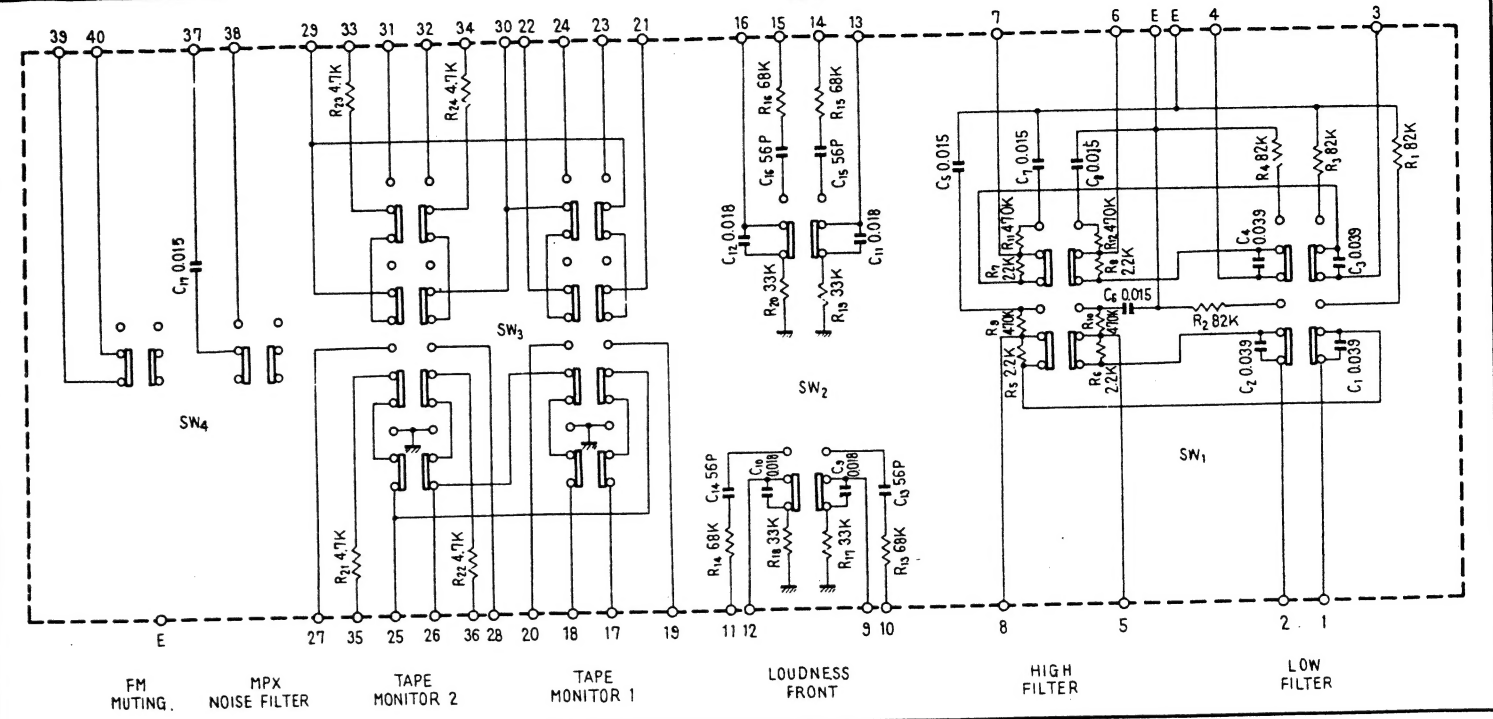 39 40 37 38 29 33 31 32 34 30 22 24 23 21 16 15 14 13 7 6 E E 4 3
R23 4.7K
R24 4.7K
R16 68K
R15 68K
C16 56P
C15 56P
C5 0.015
C7 0.015
C8 0.015
R4 82K
R3 82K
R1 82K
C17 0.015
C12 0.018
C11 0.018
R11 470K
R12 470K
R7 22K
R8 22K
C4 0.039
C3 0.039
R20 33K
R19 33K
C6 0.015
R9 470K
R10 470K
R2 82K
SW3
R5 2.2K
R6 2.2K
C2 0.039
C1 0.039
SW2
SW4
SW1
C14 56P
C10 0.018
C9 0.018
C13 56P
R21 4.7K
R22 4.7K
R14 68K
R18 33K
R17 33K
R13 68K
E 27 35 25 26 36 28 20 18 17 19 11 12 9 10 8 5 2 1
FM
MUTING.
MPX
NOISE FILTER
TAPE
MONITOR 2
TAPE
MONITOR 1
LOUDNESS
FRONT
HIGH
FILTER
LOW
FILTER